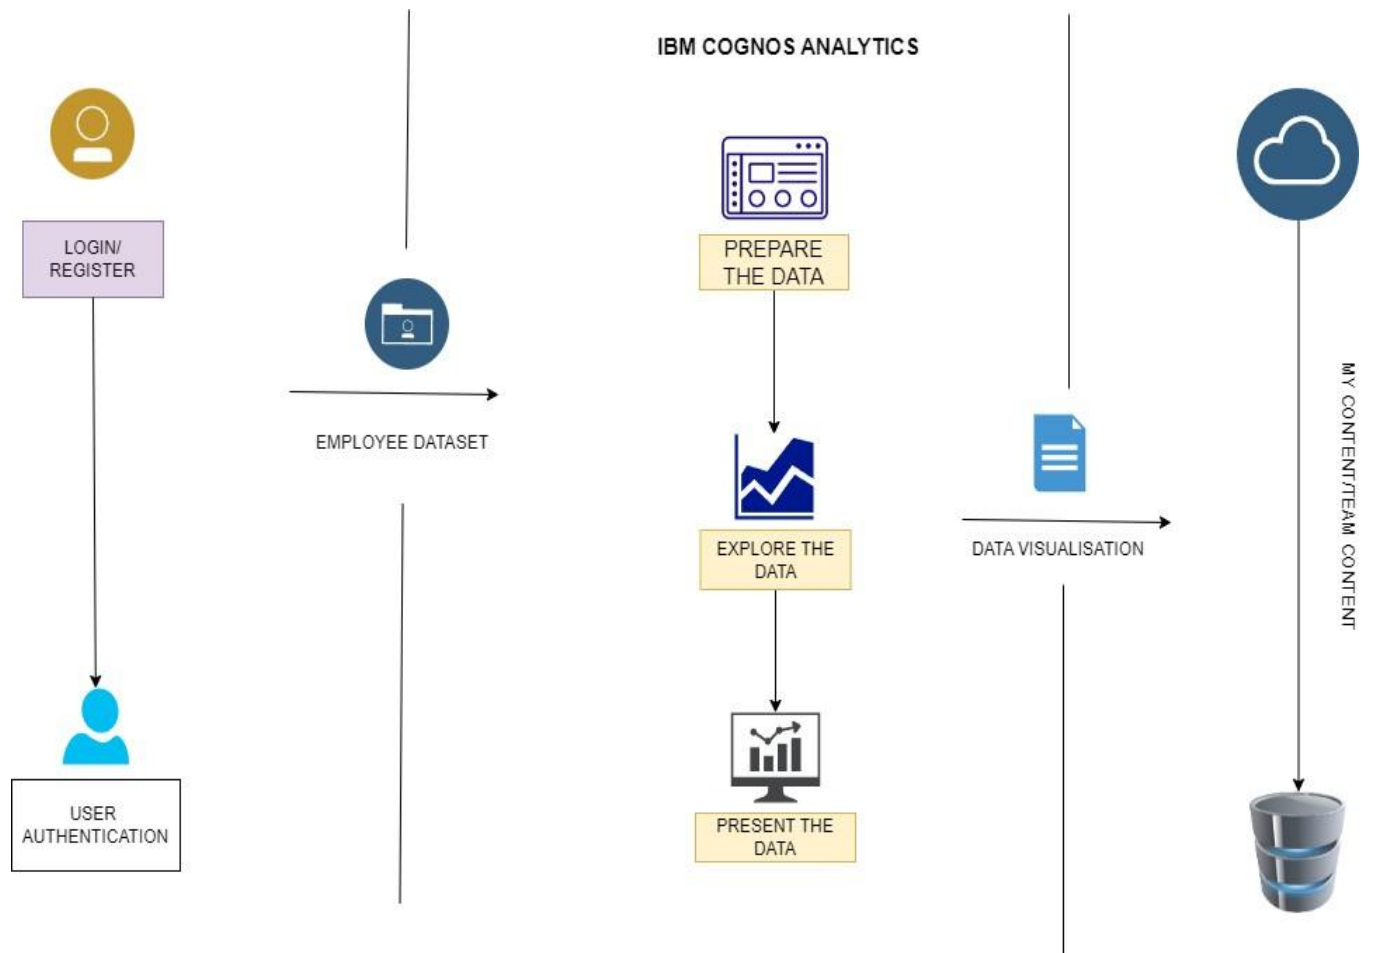 IBM COGNOS ANALYTICS
LOGIN/
REGISTER
USER
AUTHENTICATION
EMPLOYEE DATASET
PREPARE
THE DATA
EXPLORE THE
DATA
PRESENT THE
DATA
DATA VISUALISATION
MY CONTENT/TEAM CONTENT